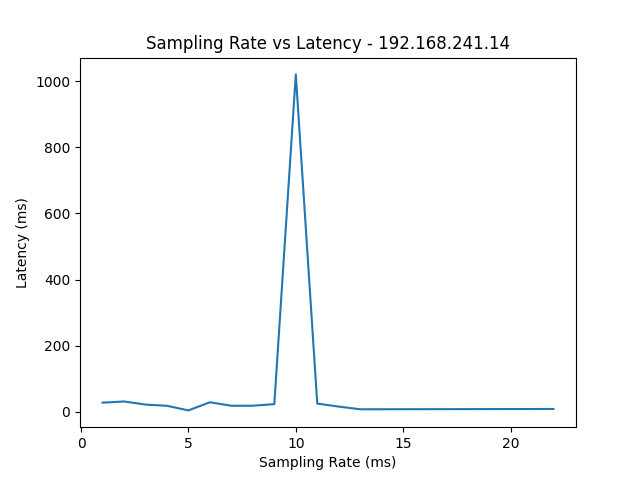 Sampling Rate vs Latency - 192.168.241.14
1000
800
600
400
200
0
Latency (ms)
0 5 10 15 20
Sampling Rate (ms)